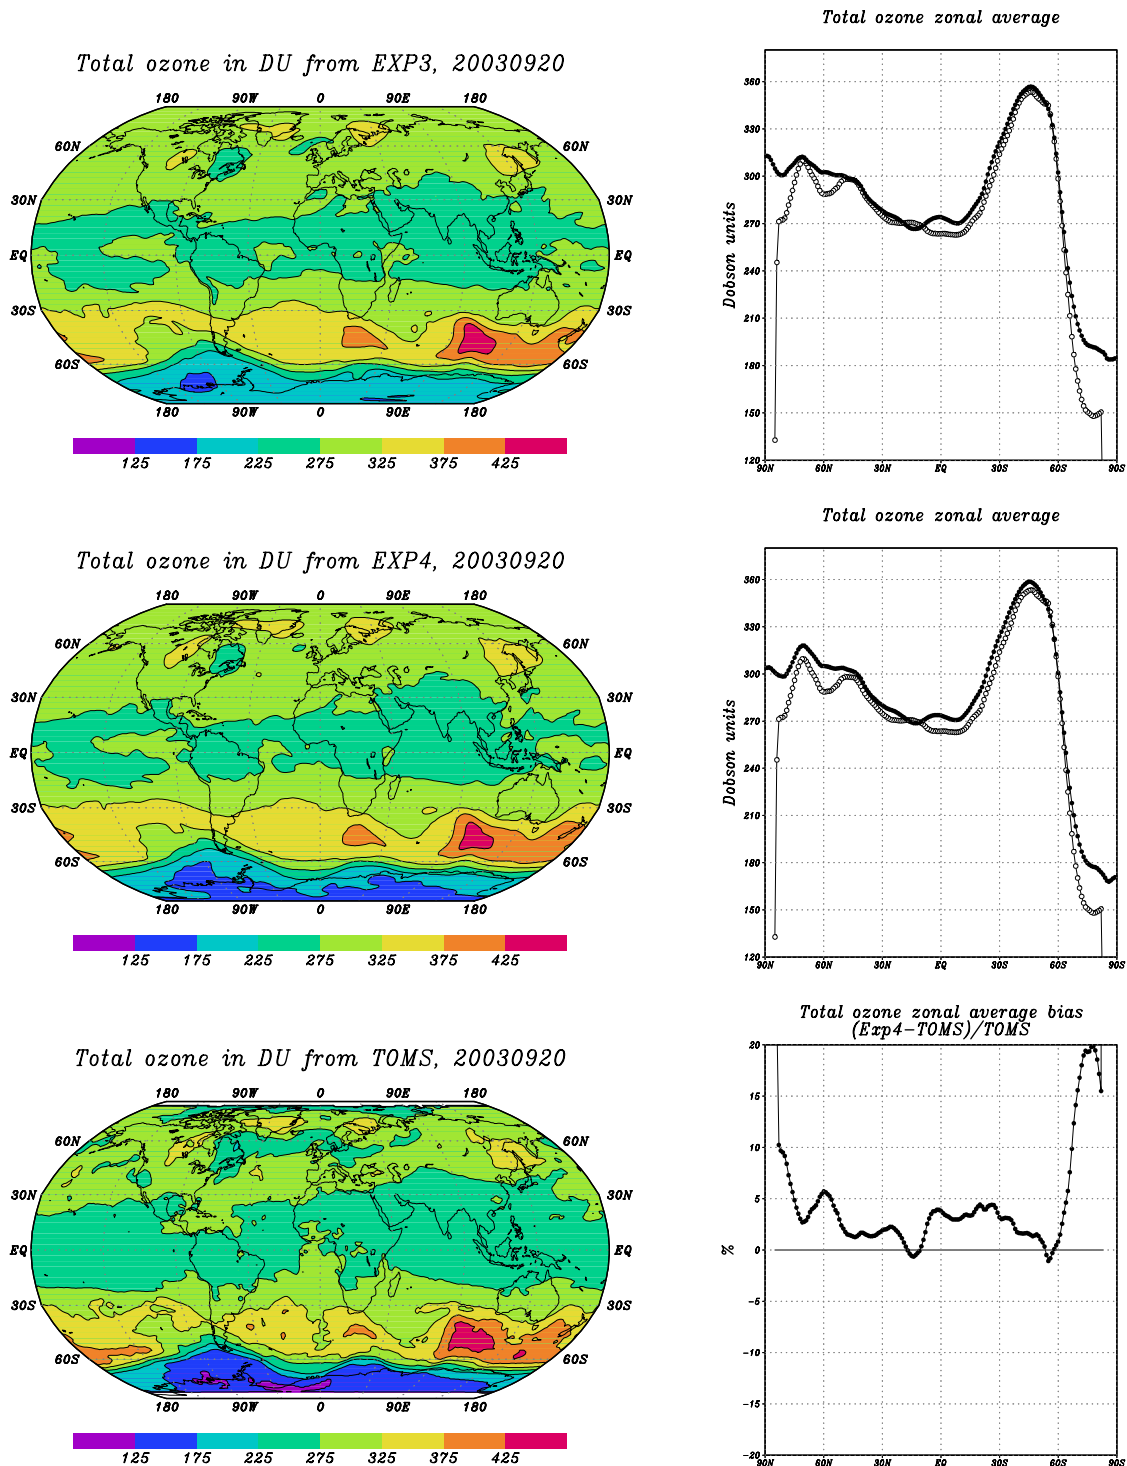 Total ozone zonal average
Total ozone in DU from EXP3, 20030920
180 90W 0 90E 180
60N 60N
30N 30N
EQ EQ
30S 30S
60S 60S
180 90W 0 90E 180
125 175 225 275 325 375 425
Dobson units
360
330
300
270
240
210
180
150
120
90N 60N 30N EQ 30S 60S 90S
Total ozone zonal average
Total ozone in DU from EXP4, 20030920
180 90W 0 90E 180
60N 60N
30N 30N
EQ EQ
30S 30S
60S 60S
180 90W 0 90E 180
125 175 225 275 325 375 425
Dobson units
360
330
300
270
240
210
180
150
120
90N 60N 30N EQ 30S 60S 90S
Total ozone zonal average bias
(Exp4-TOMS)/TOMS
Total ozone in DU from TOMS, 20030920
180 90W 0 90E 180
60N 60N
30N 30N
EQ EQ
30S 30S
60S 60S
180 90W 0 90E 180
125 175 225 275 325 375 425
%
20
15
10
5
0
-5
-10
-15
-20
90N 60N 30N EQ 30S 60S 90S